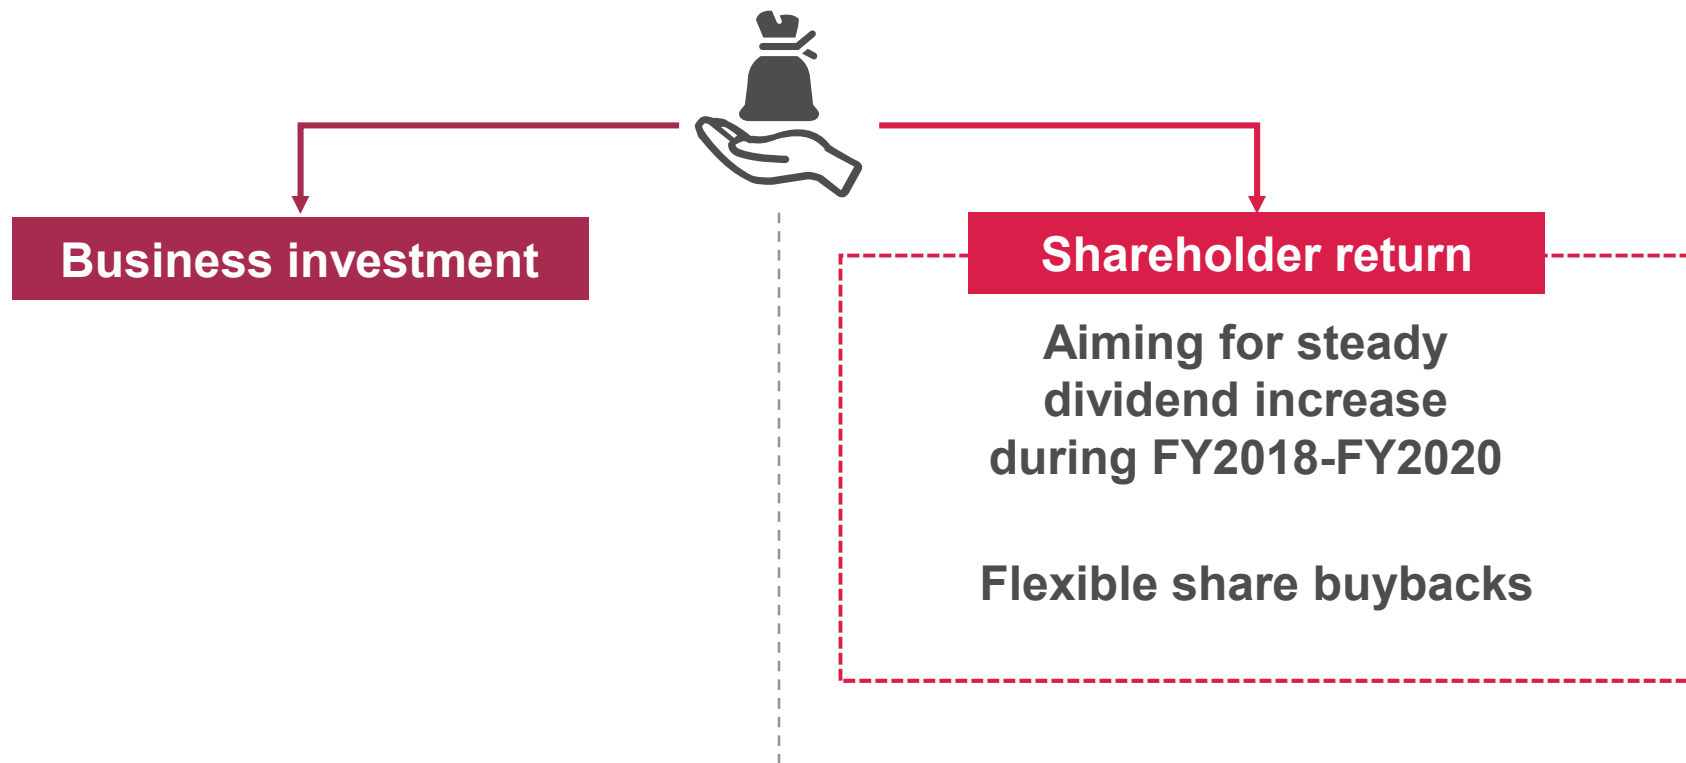 Business investment
Shareholder return
Aiming for steady
dividend increase
during FY2018-FY2020
Flexible share buybacks